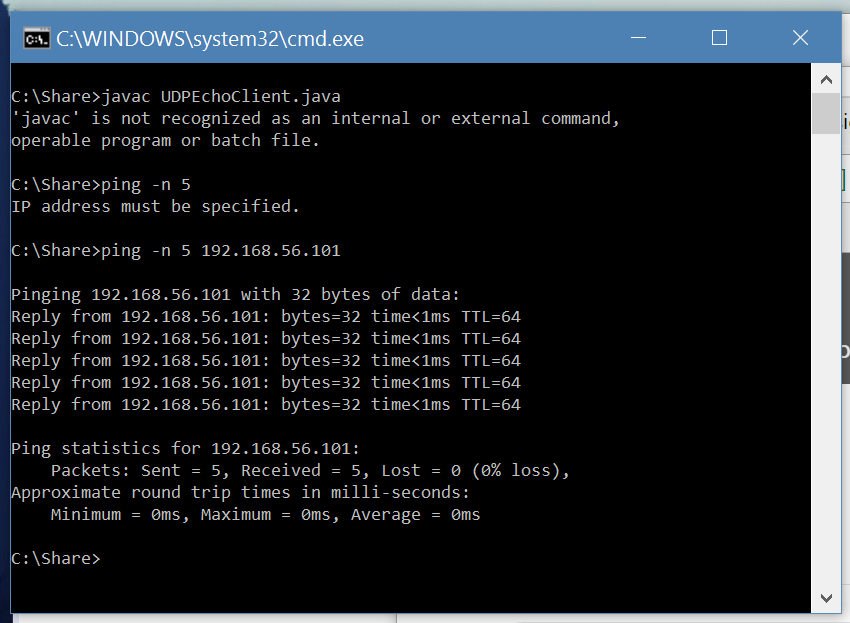 C:\WINDOWS\system32\cmd.exe
C:\Share>javac UDPEchoClient.java
'javac' is not recognized as an internal or external command,
operable program or batch file.
C:\Share>ping -n 5
IP address must be specified.
C:\Share>ping -n 5 192.168.56.101
Pinging 192.168.56.101 with 32 bytes of data:
Reply from 192.168.56.101: bytes=32 time<1ms TTL=64
Reply from 192.168.56.101: bytes=32 time<1ms TTL=64
Reply from 192.168.56.101: bytes=32 time<1ms TTL=64
Reply from 192.168.56.101: bytes=32 time<1ms TTL=64
Reply from 192.168.56.101: bytes=32 time<1ms TTL=64
Ping statistics for 192.168.56.101:
    Packets: Sent = 5, Received = 5, Lost = 0 (0% loss),
Approximate round trip times in milli-seconds:
    Minimum = 0ms, Maximum = 0ms, Average = 0ms
C:\Share>